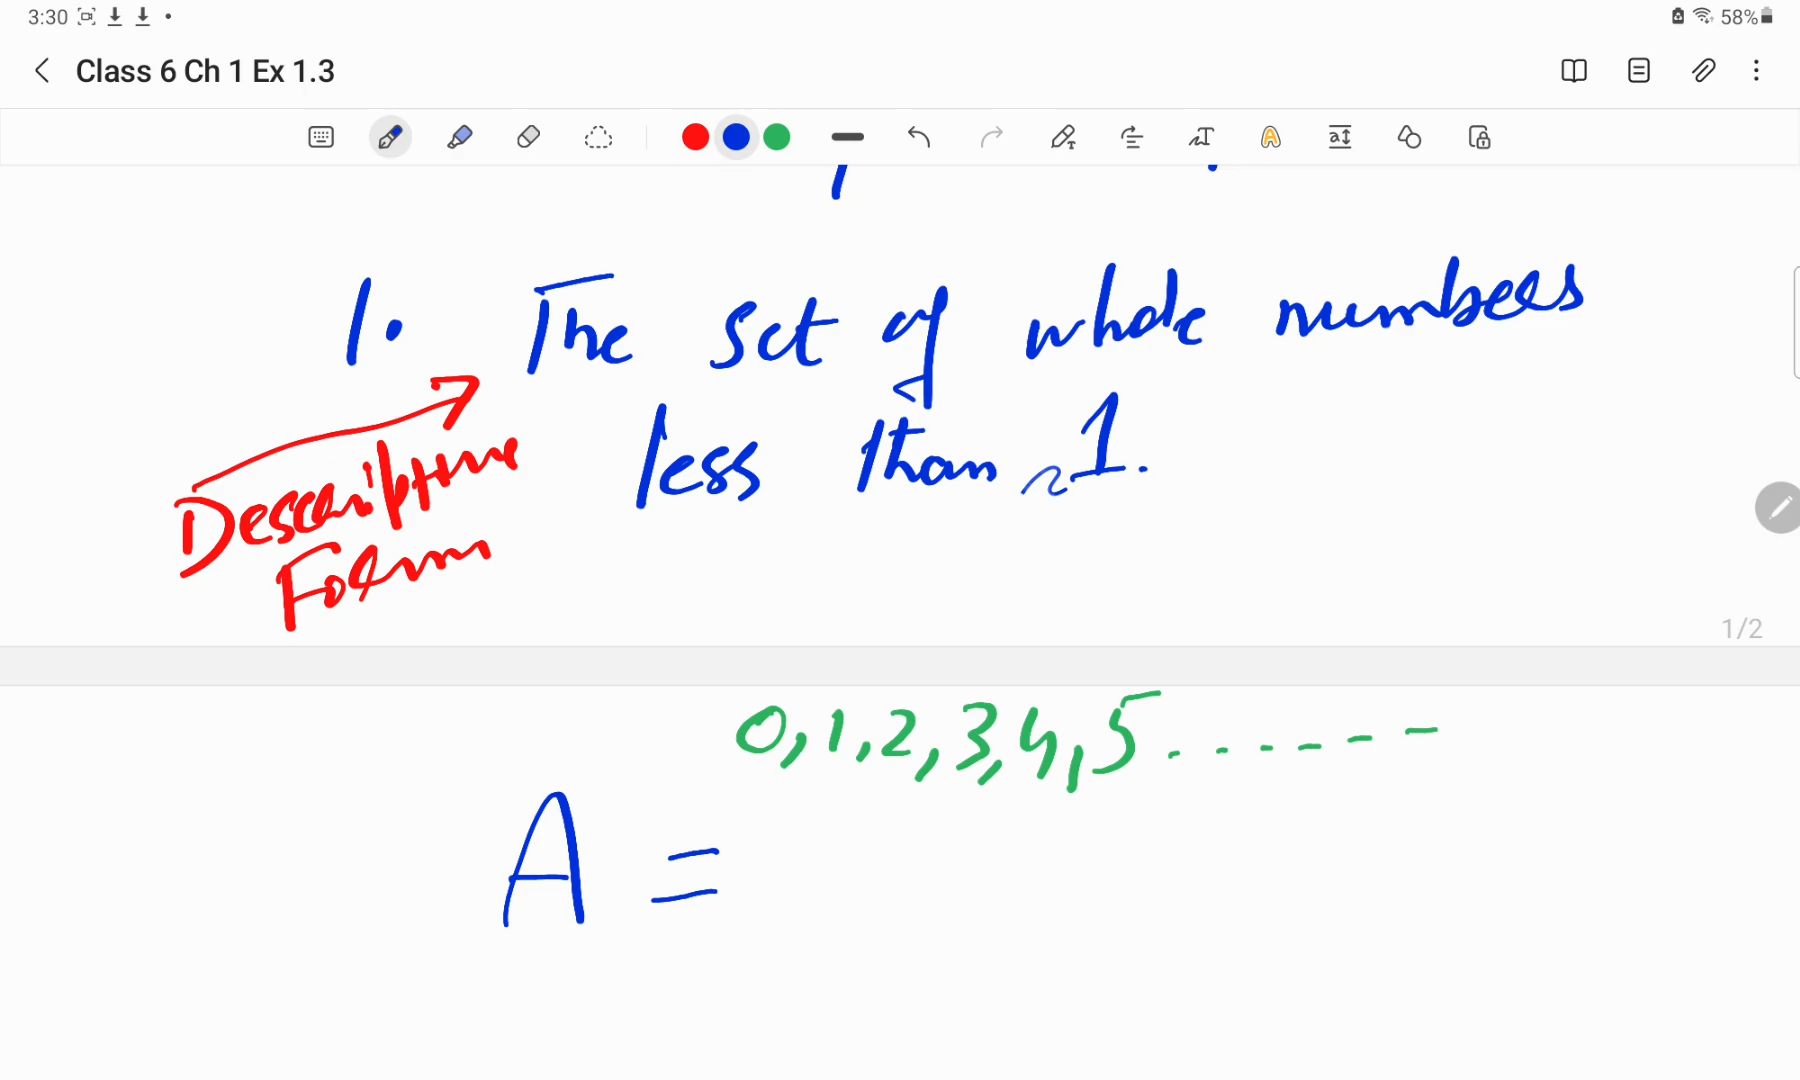 3:30 58%
Class 6 Ch 1 Ex 1.3
1. The set of whole numbers
less than 1.
Descriptive
Form
1/2
0, 1, 2, 3, 4, 5 . . . - - -
A =